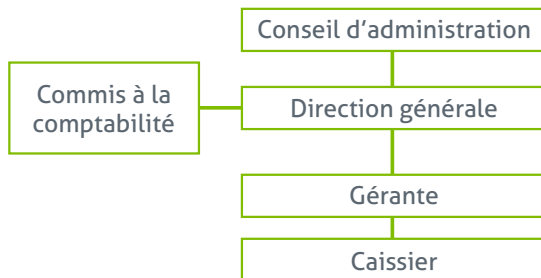 Conseil d’administration
Commis à la
comptabilité
Direction générale
Gérante
Caissier